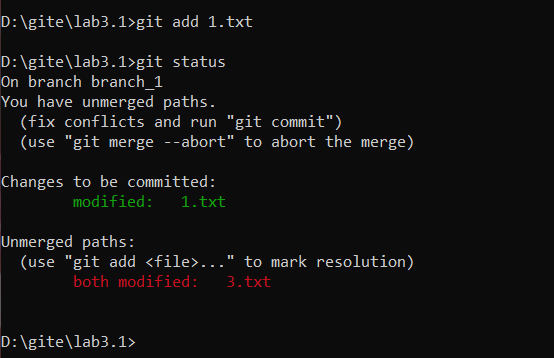 D:\gite\lab3.1>git add 1.txt
D:\gite\lab3.1>git status
On branch branch_1
You have unmerged paths.
  (fix conflicts and run "git commit")
  (use "git merge --abort" to abort the merge)
Changes to be committed:
        modified:   1.txt
Unmerged paths:
  (use "git add <file>..." to mark resolution)
        both modified:   3.txt
D:\gite\lab3.1>